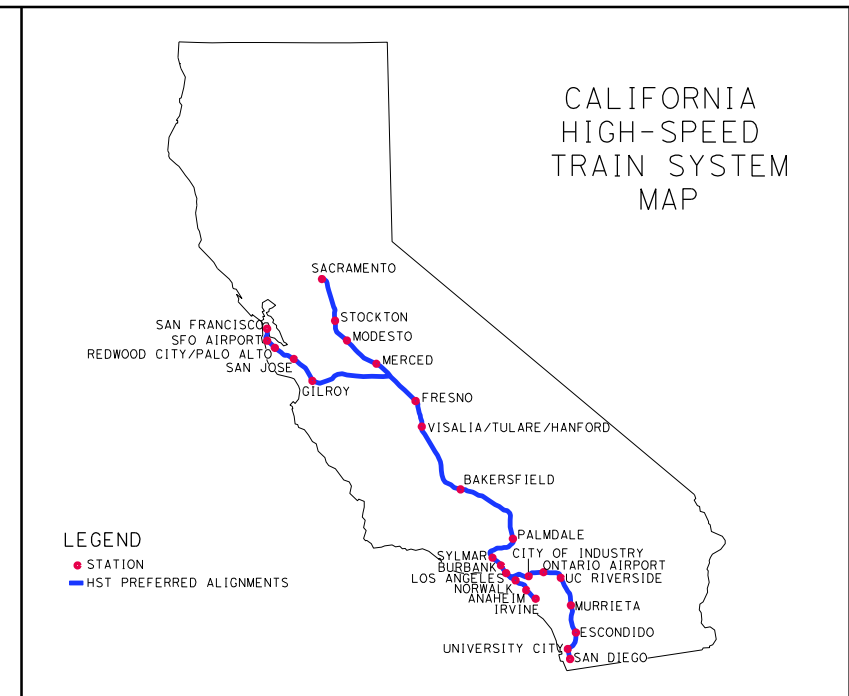 CALIFORNIA
HIGH-SPEED
TRAIN SYSTEM
MAP
SACRAMENTO
STOCKTON
SAN FRANCISCO
SFO AIRPORT
MODESTO
REDWOOD CITY/PALO ALTO
MERCED
SAN JOSE
GILROY
FRESNO
VISALIA/TULARE/HANFORD
BAKERSFIELD
PALMDALE
SYLMAR
CITY OF INDUSTRY
BURBANK
ONTARIO AIRPORT
LOS ANGELES
UC RIVERSIDE
NORWALK
ANAHEIM
IRVINE
MURRIETA
ESCONDIDO
UNIVERSITY CITY
SAN DIEGO
LEGEND
STATION
HST PREFERRED ALIGNMENTS